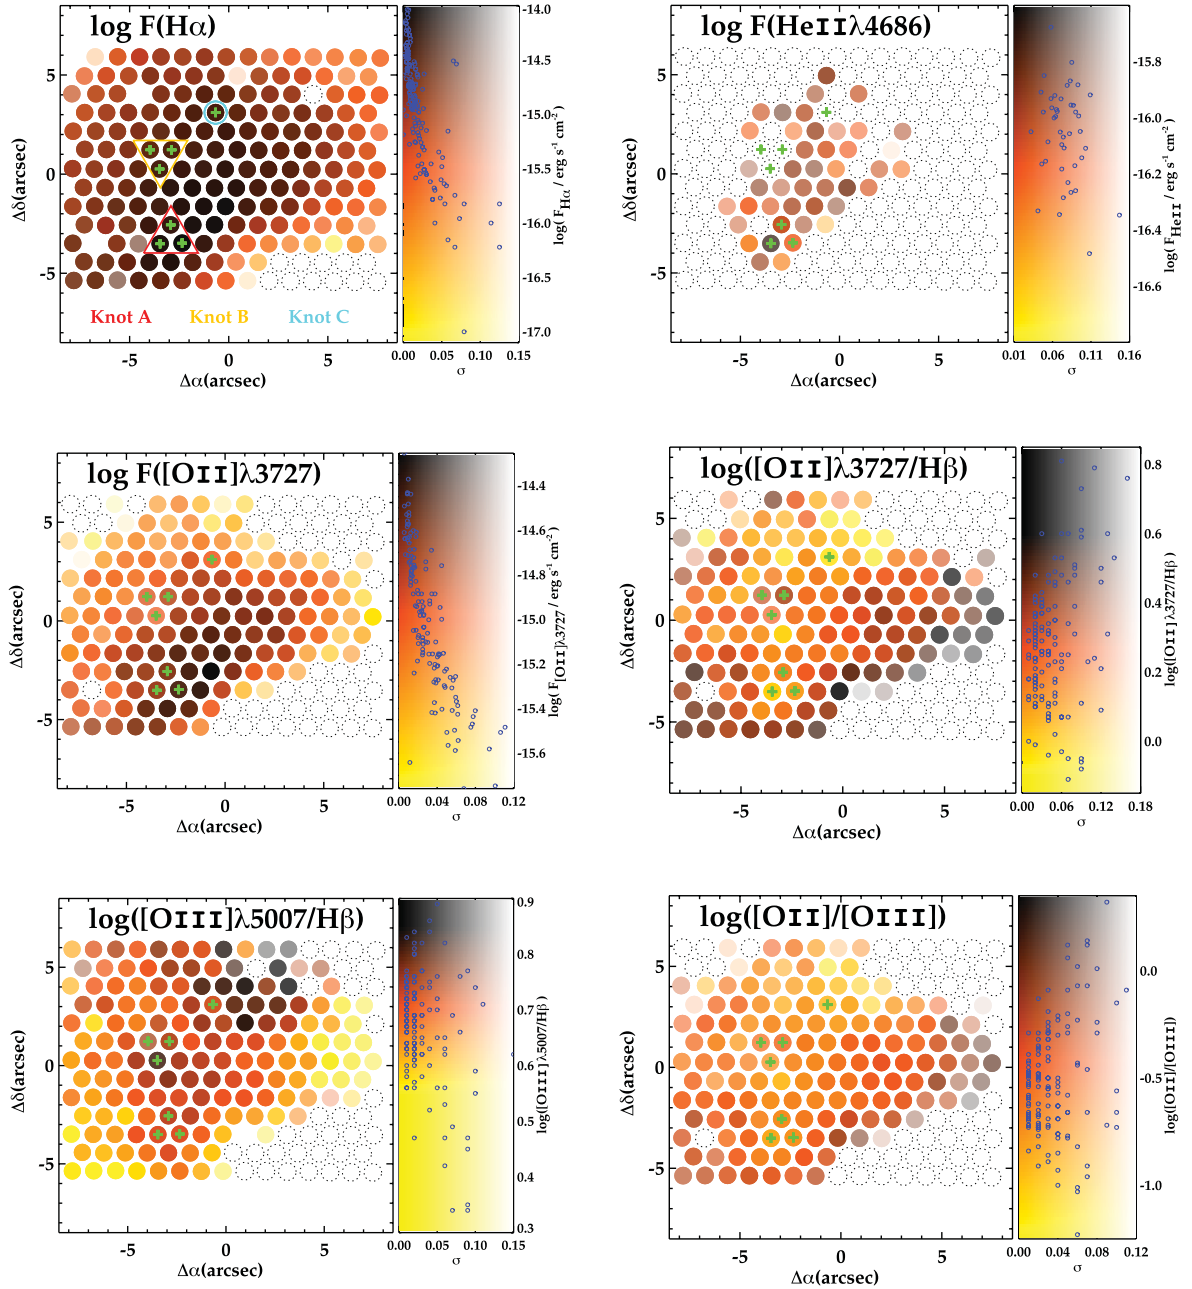 log F(Hα)
5
0
-5
Δδ(arcsec)
Knot A Knot B Knot C
-5 0 5
Δα(arcsec)
-14.0
-14.5
-15.0
-15.5
-16.0
-16.5
-17.0
log( F Hα / erg s-1 cm-2)
0.00 0.05 0.10 0.15
σ
log F(HeIIλ4686)
5
0
-5
Δδ(arcsec)
-5 0 5
Δα(arcsec)
-15.8
-16.0
-16.2
-16.4
-16.6
log( F HeII / erg s-1 cm-2)
0.01 0.06 0.11 0.16
σ
log F([OII]λ3727)
5
0
-5
Δδ(arcsec)
-5 0 5
Δα(arcsec)
-14.4
-14.6
-14.8
-15.0
-15.2
-15.4
-15.6
log( F [OII]λ3727 / erg s-1 cm-2)
0.00 0.04 0.08 0.12
σ
log([OII]λ3727/Hβ)
5
0
-5
Δδ(arcsec)
-5 0 5
Δα(arcsec)
0.8
0.6
0.4
0.2
0.0
log([OII] λ3727/Hβ)
0.00 0.06 0.12 0.18
σ
log([OIII]λ5007/Hβ)
5
0
-5
Δδ(arcsec)
-5 0 5
Δα(arcsec)
0.9
0.8
0.7
0.6
0.5
0.4
0.3
log([OIII] λ5007/Hβ )
0.00 0.05 0.10 0.15
σ
log([OII]/[OIII])
5
0
-5
Δδ(arcsec)
-5 0 5
Δα(arcsec)
0.0
-0.5
-1.0
log([OII]/[OIII])
0.00 0.04 0.08 0.12
σ